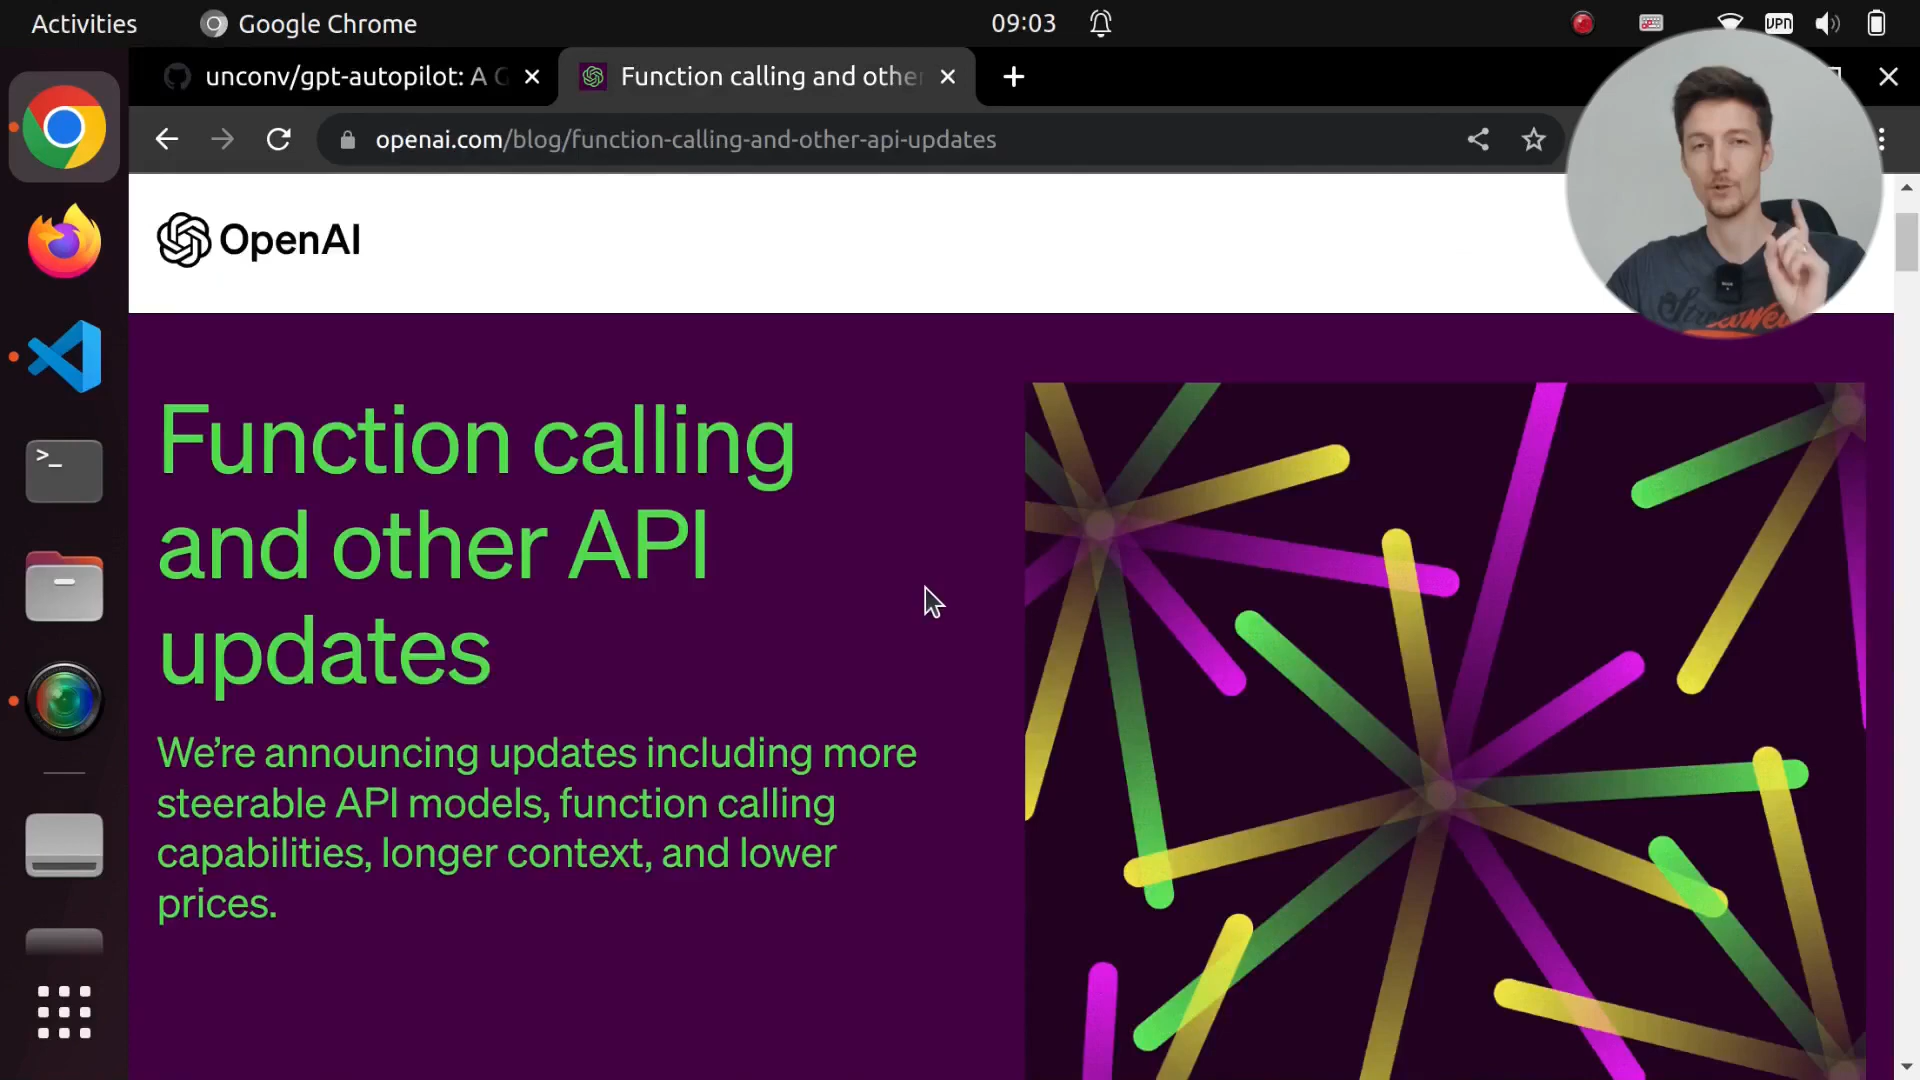 Activities
Google Chrome
09:03
VPN
unconv/gpt-autopilot: A
Function calling and other
openai.com/blog/function-calling-and-other-api-updates
OpenAI
Function calling
and other API
updates
We're announcing updates including more
steerable API models, function calling
capabilities, longer context, and lower
prices.
>_